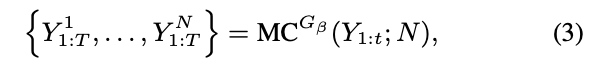 {Y^1_{1:T}, . . . , Y^N_{1:T}} = MC^{G_β}(Y_{1:t}; N), (3)